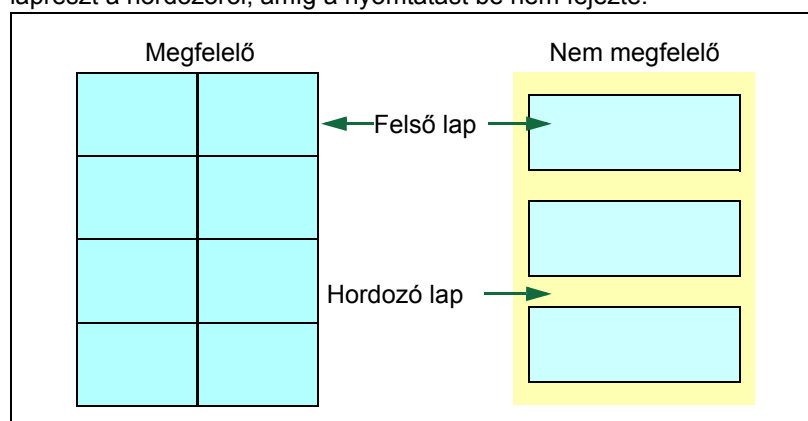 lapreszt a hordozóról, amíg a nyomtatást be nem fejezte.
Megfelelő
Nem megfelelő
Felső lap
Hordozó lap